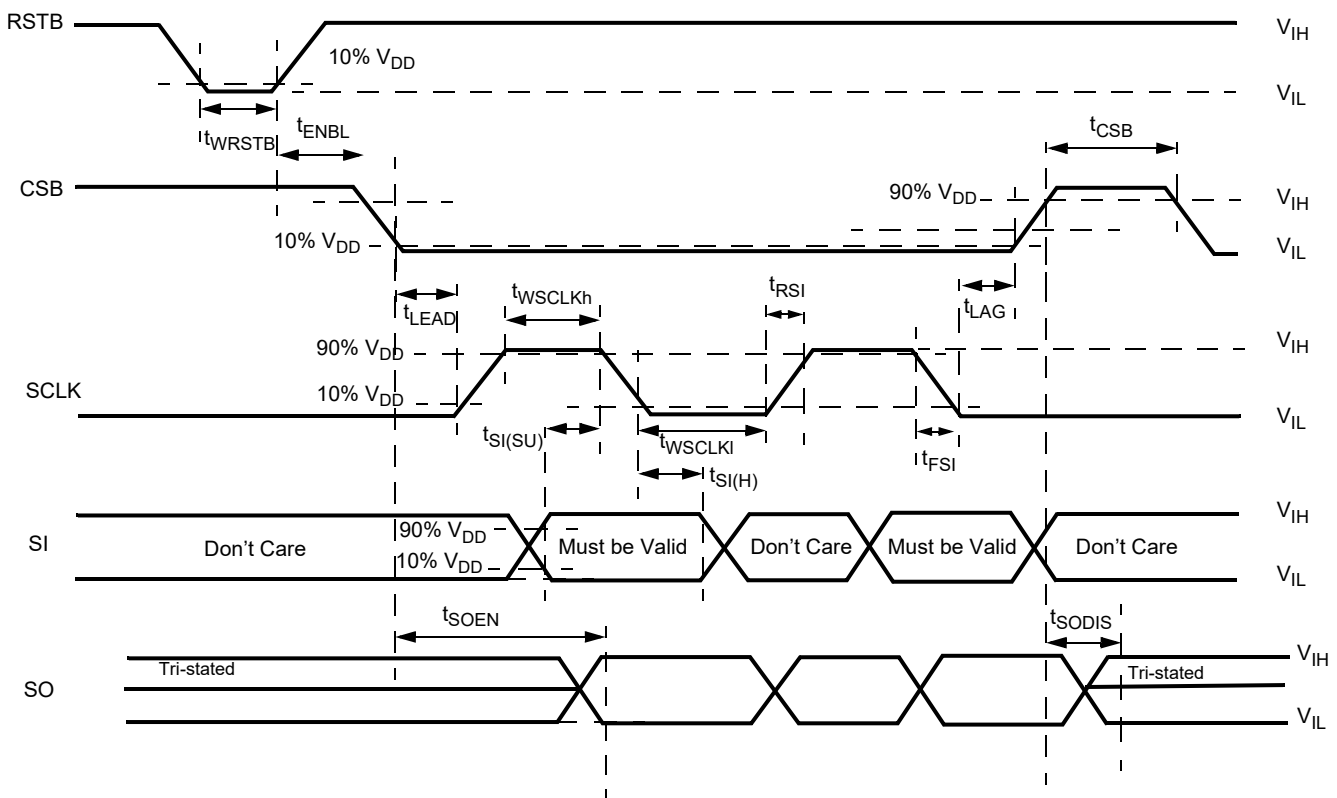 RSTB
V_IH
10% V_DD
V_IL
t_WRSTB
t_ENBL
t_CSB
CSB
90% V_DD
V_IH
10% V_DD
V_IL
t_LEAD
t_WSCLKh
t_RSI
t_LAG
90% V_DD
V_IH
SCLK
10% V_DD
V_IL
t_SI(SU)
t_WSCLKl
t_FSI
t_SI(H)
SI
90% V_DD
V_IH
Don't Care
Must be Valid
Don't Care
Must be Valid
Don't Care
10% V_DD
V_IL
t_SOEN
t_SODIS
SO
Tri-stated
Tri-stated
V_IH
V_IL